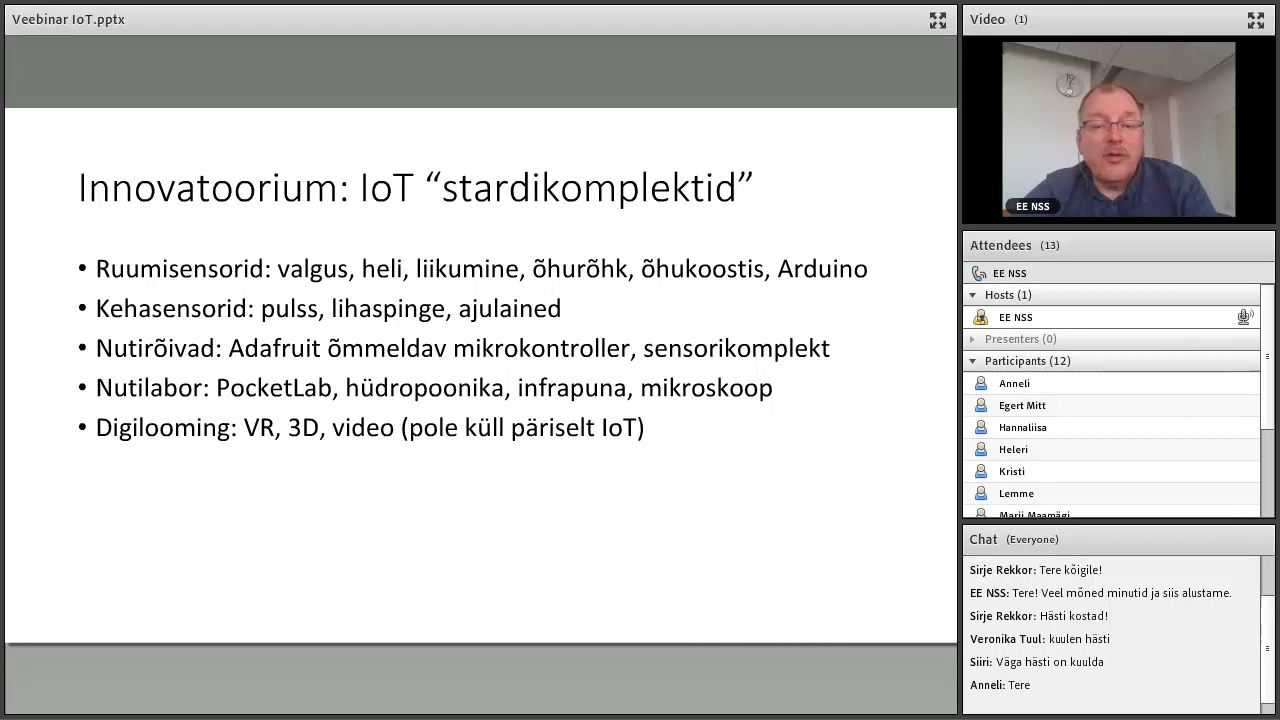 Veebinar IoT.pptx
Innovatoorium: IoT “stardikomplektid”
• Ruumisensorid: valgus, heli, liikumine, õhurõhk, õhukoostis, Arduino
• Kehasensorid: pulss, lihaspinge, ajulained
• Nutirõivad: Adafruit õmmeldav mikrokontroller, sensorikomplekt
• Nutilabor: PocketLab, hüdropoonika, infrapuna, mikroskoop
• Digilooming: VR, 3D, video (pole küll päriselt IoT)
Video (1)
EE NSS
Attendees (13)
EE NSS
Hosts (1)
EE NSS
Presenters (0)
Participants (12)
Anneli
Egert Mitt
Hannaliisa
Heleri
Kristi
Lemme
Marii Maamägi
Chat (Everyone)
Sirje Rekkor: Tere kõigile!
EE NSS: Tere! Veel mõned minutid ja siis alustame.
Sirje Rekkor: Hästi kostad!
Veronika Tuul: kuulen hästi
Siiri: Väga hästi on kuulda
Anneli: Tere